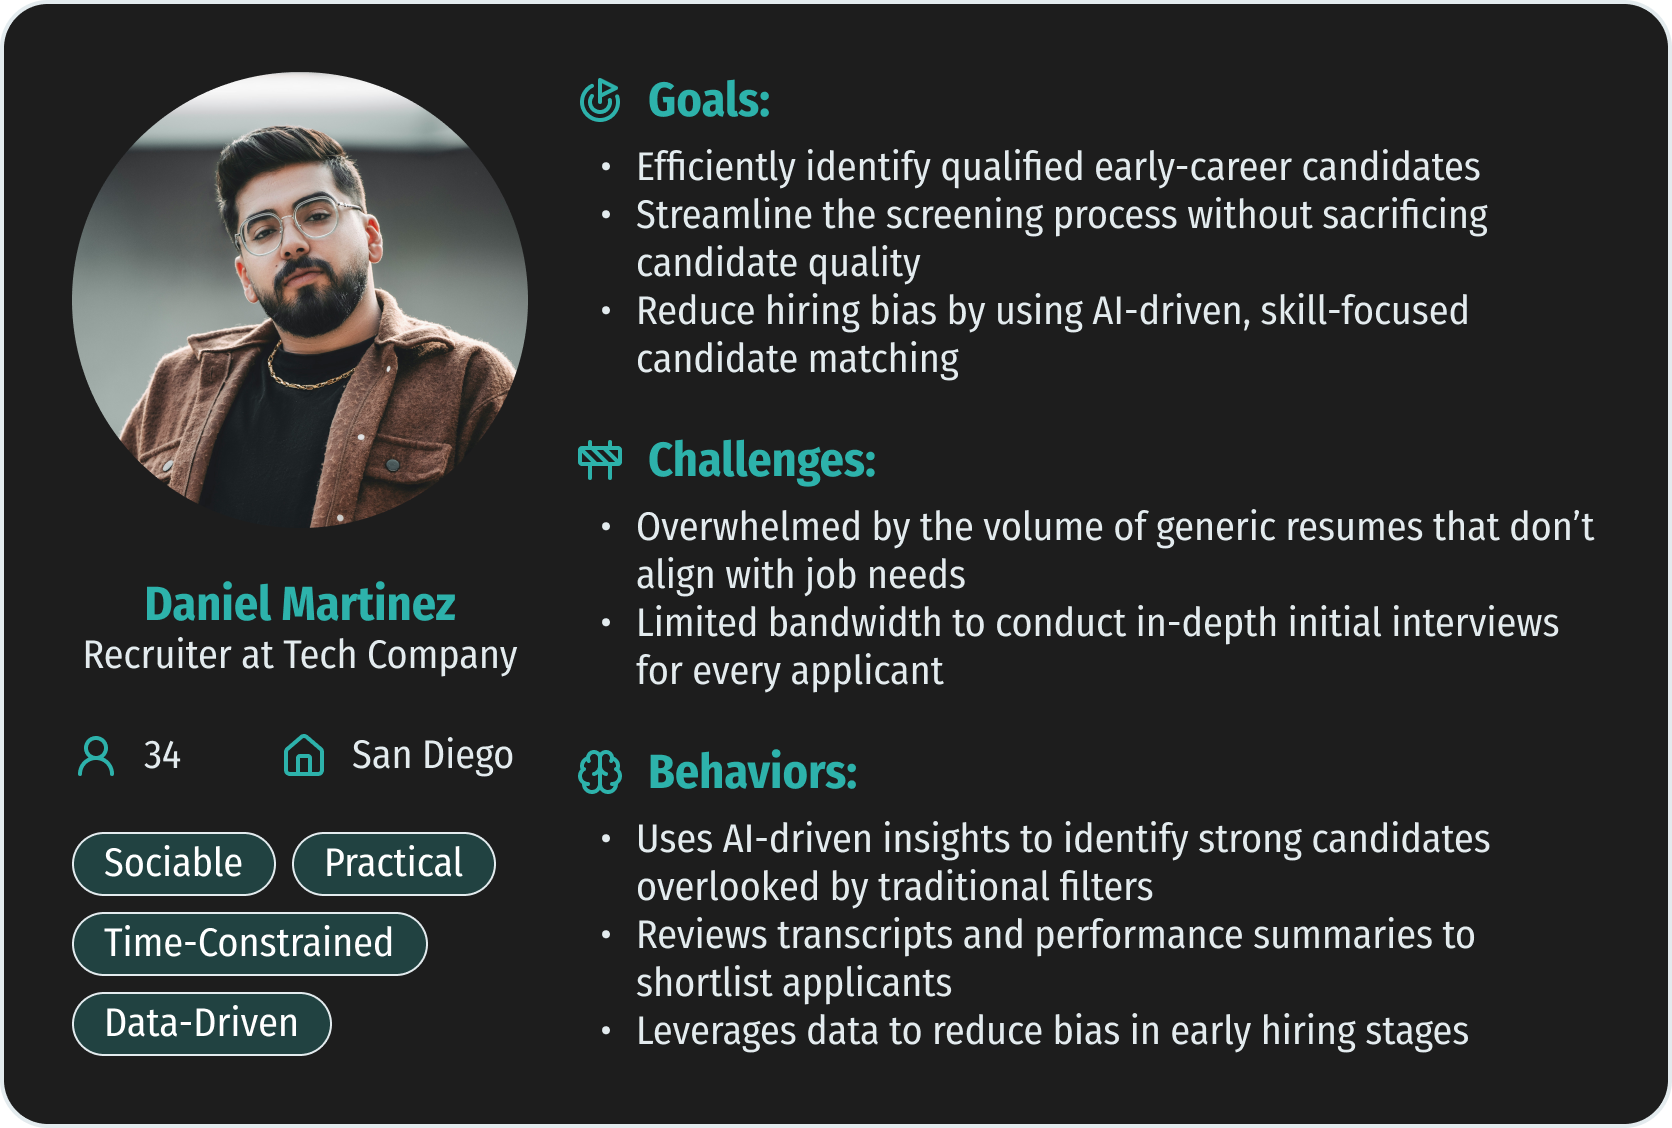 Daniel Martinez
Recruiter at Tech Company
34
San Diego
Sociable
Practical
Time-Constrained
Data-Driven
Goals:
• Efficiently identify qualified early-career candidates
• Streamline the screening process without sacrificing
candidate quality
• Reduce hiring bias by using AI-driven, skill-focused
candidate matching
Challenges:
• Overwhelmed by the volume of generic resumes that don’t
align with job needs
• Limited bandwidth to conduct in-depth initial interviews
for every applicant
Behaviors:
• Uses AI-driven insights to identify strong candidates
overlooked by traditional filters
• Reviews transcripts and performance summaries to
shortlist applicants
• Leverages data to reduce bias in early hiring stages